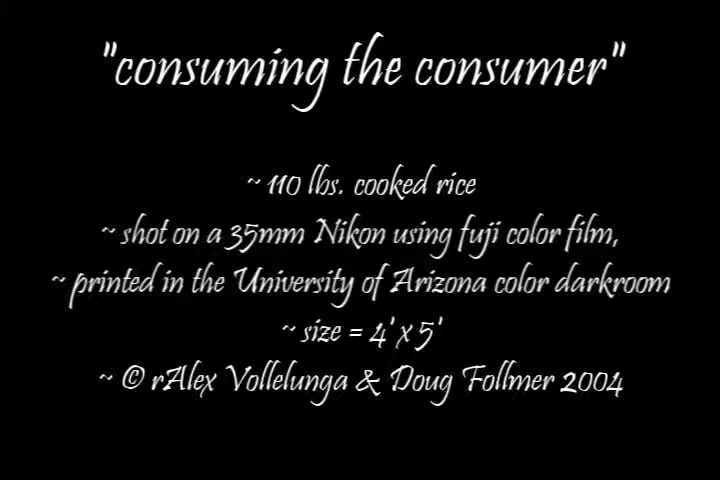 "consuming the consumer"
~ 110 lbs. cooked rice
~ shot on a 35mm Nikon using fuji color film,
~ printed in the University of Arizona color darkroom
~ size = 4' x 5'
~ © rAlex Vollelunga & Doug Follmer 2004